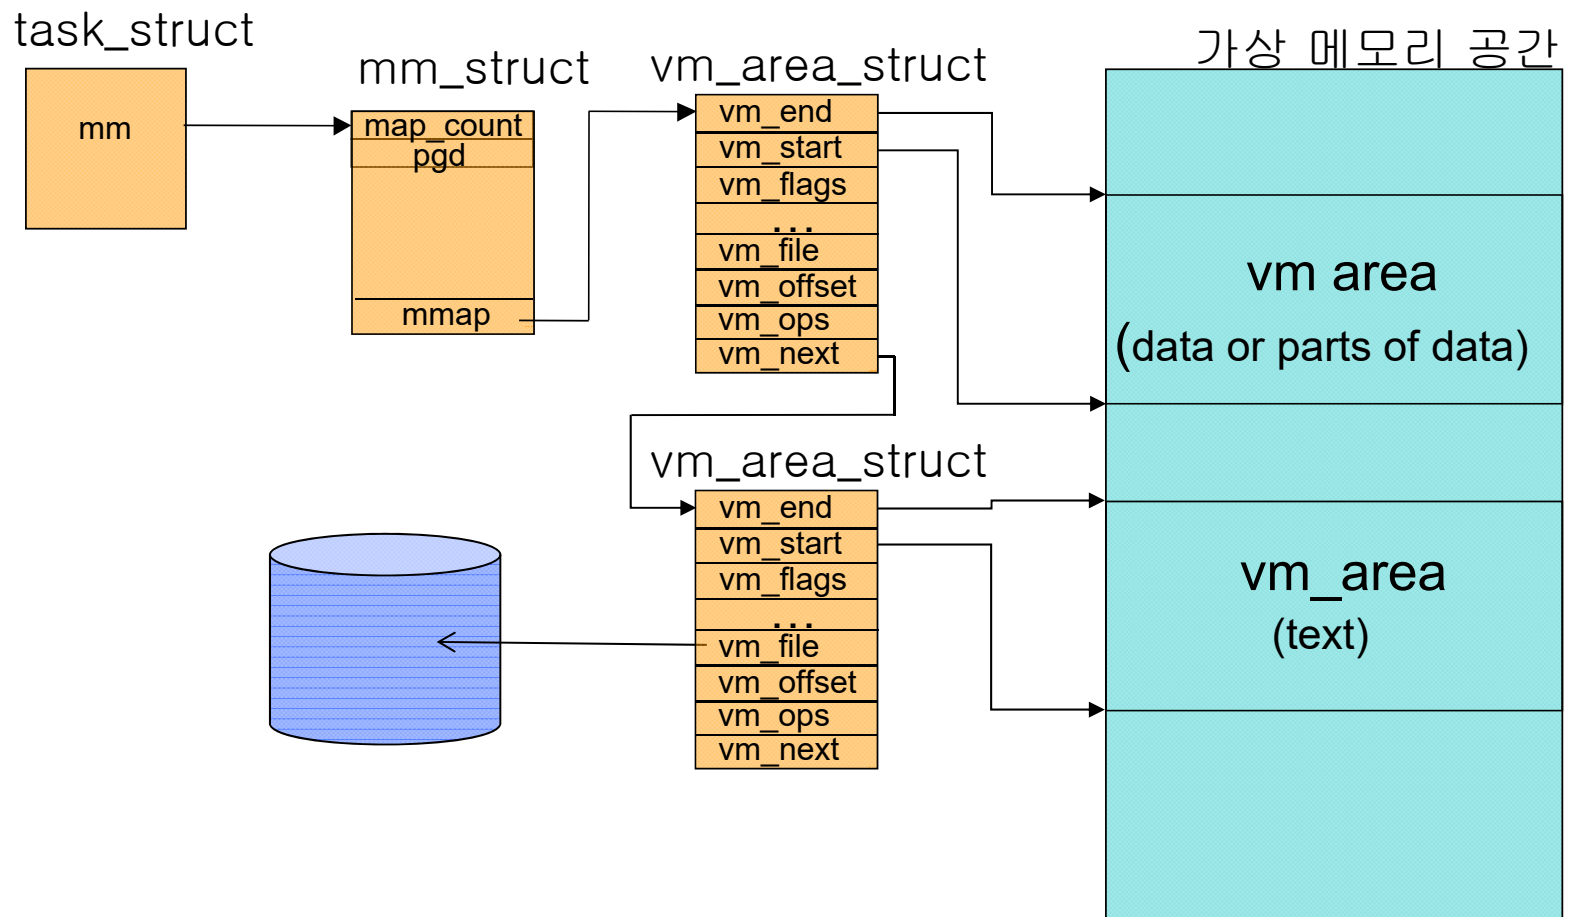 task_struct
mm
mm_struct
map_count
pgd
mmap
vm_area_struct
vm_end
vm_start
vm_flags
...
vm_file
vm_offset
vm_ops
vm_next
vm_area_struct
vm_end
vm_start
vm_flags
...
vm_file
vm_offset
vm_ops
vm_next
가상 메모리 공간
vm area
(data or parts of data)
vm_area
(text)